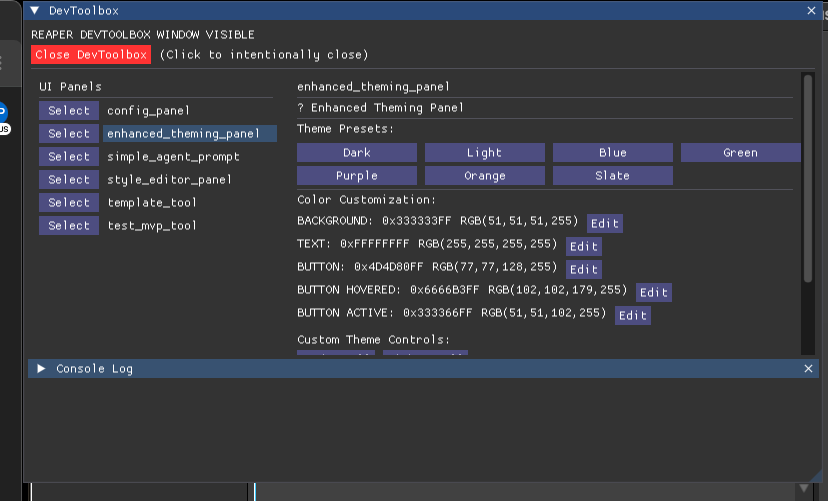 DevToolbox
REAPER DEVTOOLBOX WINDOW VISIBLE
Close DevToolbox (Click to intentionally close)
UI Panels
Select config_panel
Select enhanced_theming_panel
Select simple_agent_prompt
Select style_editor_panel
Select template_tool
Select test_mvp_tool
enhanced_theming_panel
? Enhanced Theming Panel
Theme Presets:
Dark Light Blue Green
Purple Orange Slate
Color Customization:
BACKGROUND: 0x333333FF RGB(51,51,51,255) Edit
TEXT: 0xFFFFFFFF RGB(255,255,255,255) Edit
BUTTON: 0x4D4D80FF RGB(77,77,128,255) Edit
BUTTON HOVERED: 0x6666B3FF RGB(102,102,179,255) Edit
BUTTON ACTIVE: 0x333366FF RGB(51,51,102,255) Edit
Custom Theme Controls:
Console Log